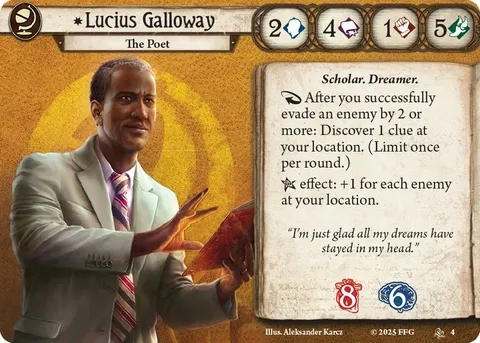 Lucius Galloway
The Poet
2 4 1 5
Scholar. Dreamer.
After you successfully
evade an enemy by 2 or
more: Discover 1 clue at
your location. (Limit once
per round.)
effect: +1 for each enemy
at your location.
“I’m just glad all my dreams have
stayed in my head.”
8 6
Illus. Aleksander Karcz © 2025 FFG 4